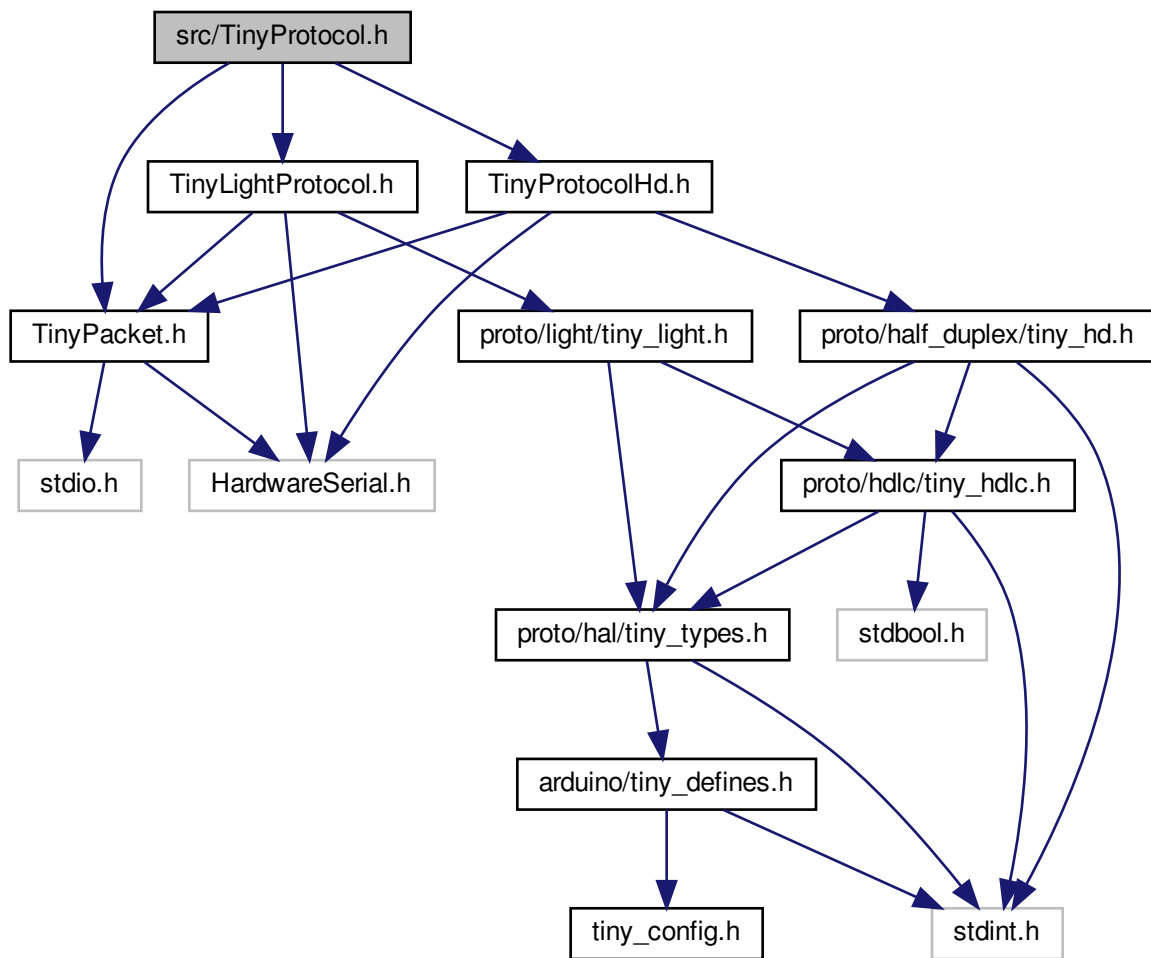 src/TinyProtocol.h
TinyLightProtocol.h
TinyProtocolHd.h
TinyPacket.h
proto/light/tiny_light.h
proto/half_duplex/tiny_hd.h
stdio.h
HardwareSerial.h
proto/hdlc/tiny_hdlc.h
proto/hal/tiny_types.h
stdbool.h
arduino/tiny_defines.h
tiny_config.h
stdint.h